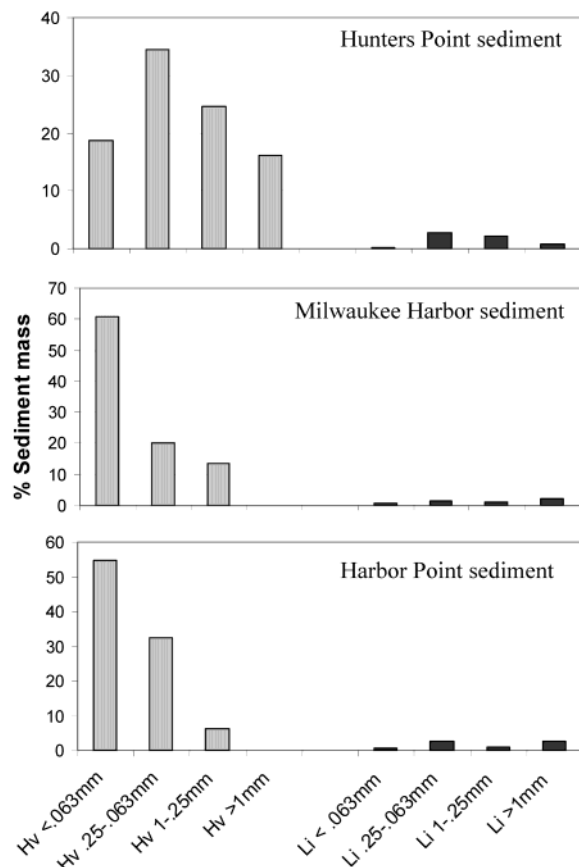 40
30
20
10
0
Hunters Point sediment
70
60
50
40
30
20
10
0
Milwaukee Harbor sediment
60
50
40
30
20
10
0
Harbor Point sediment
% Sediment mass
Hv <.063mm
Hv .25-.063mm
Hv 1-.25mm
Hv >1mm
Li < .063mm
Li .25-.063mm
Li 1-.25mm
Li >1mm